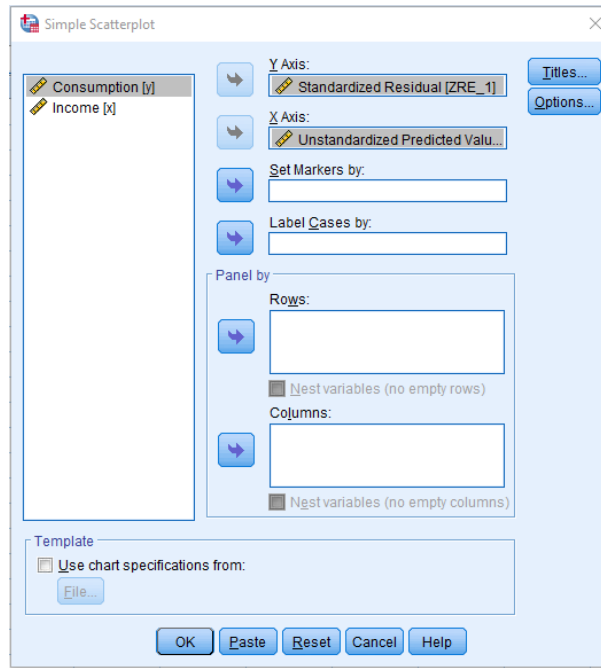 Simple Scatterplot
Consumption [y]
Income [x]
Y Axis:
Standardized Residual [ZRE_1]
X Axis:
Unstandardized Predicted Valu...
Set Markers by:
Label Cases by:
Titles...
Options...
Panel by
Rows:
Nest variables (no empty rows)
Columns:
Nest variables (no empty columns)
Template
Use chart specifications from:
File...
OK Paste Reset Cancel Help